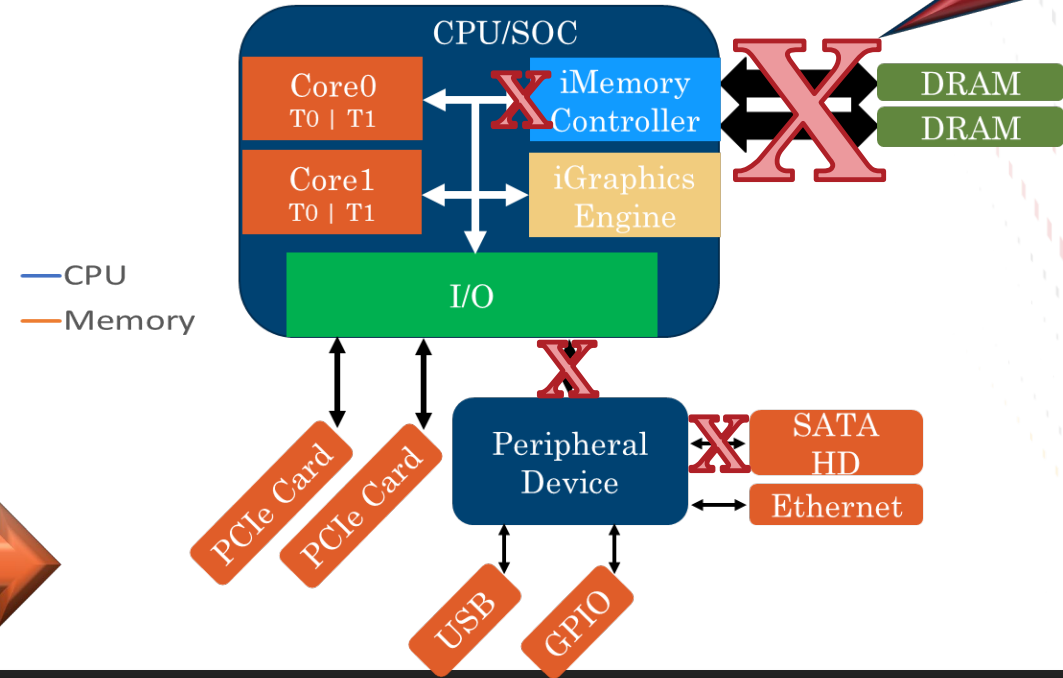 CPU/SOC
Core0
T0 | T1
iMemory
Controller
DRAM
DRAM
Core1
T0 | T1
iGraphics
Engine
CPU
Memory
I/O
PCIe Card
PCIe Card
Peripheral
Device
SATA
HD
Ethernet
USB
GPIO